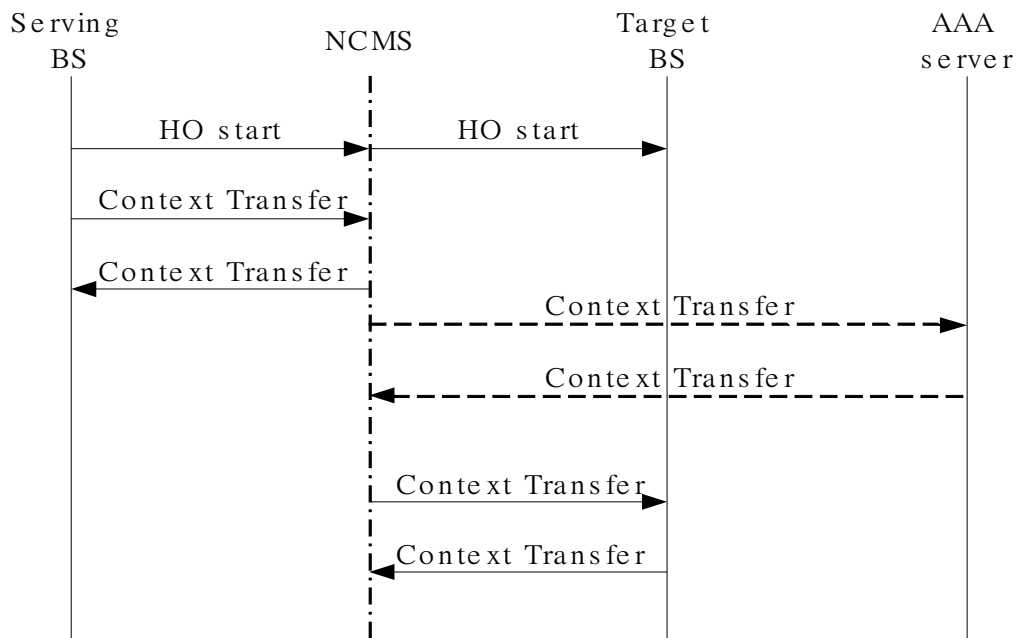 Serving
BS
NCMS
Target
BS
AAA
server
HO start
HO start
Context Transfer
Context Transfer
Context Transfer
Context Transfer
Context Transfer
Context Transfer